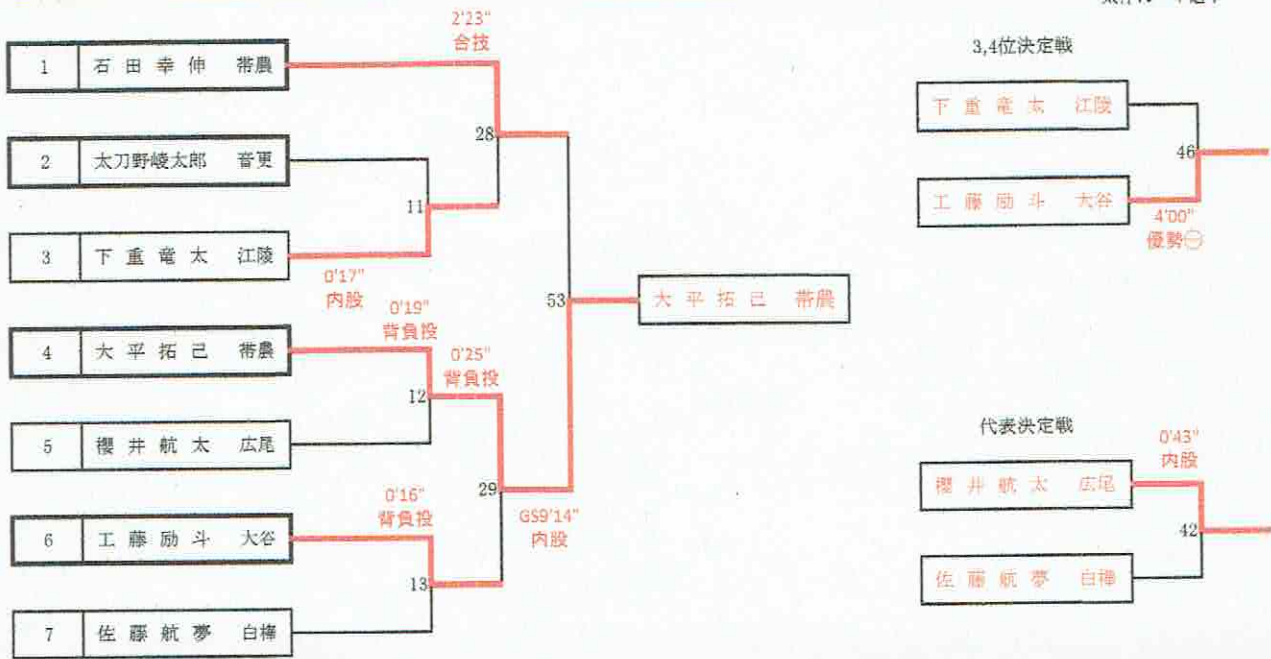 2'23"
合技
1 石田幸伸 帯農
28
2 太刀野崚太郎 音更
11
3 下重竜太 江陵
0'17"
内股
53
大平拓己 帯農
0'19"
背負投
4 大平拓己 帯農
0'25"
背負投
12
5 櫻井航太 広尾
29
0'16"
背負投
GS9'14"
内股
6 工藤励斗 大谷
13
7 佐藤航夢 白樺
3,4位決定戦
下重竜太 江陵
46
工藤励斗 大谷
4'00"
優勢㊀
代表決定戦
0'43"
内股
櫻井航太 広尾
42
佐藤航夢 白樺